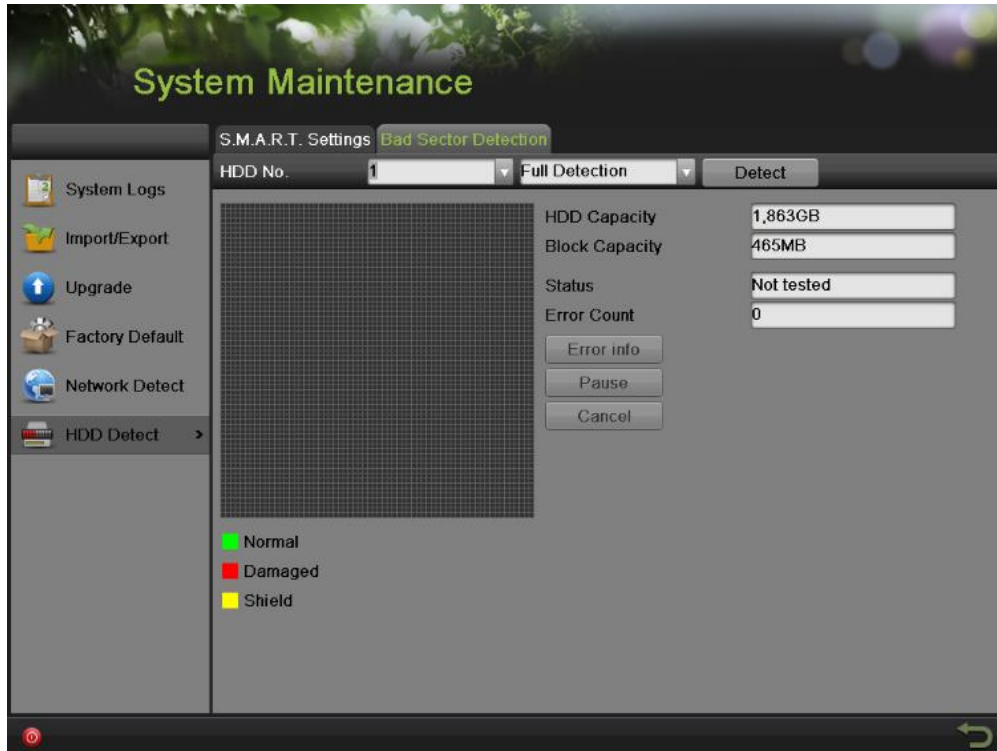 System Maintenance
S.M.A.R.T. Settings Bad Sector Detection
HDD No. 1 Full Detection Detect
System Logs
Import/Export
Upgrade
Factory Default
Network Detect
HDD Detect >
HDD Capacity 1,863GB
Block Capacity 465MB
Status Not tested
Error Count 0
Error info
Pause
Cancel
Normal
Damaged
Shield